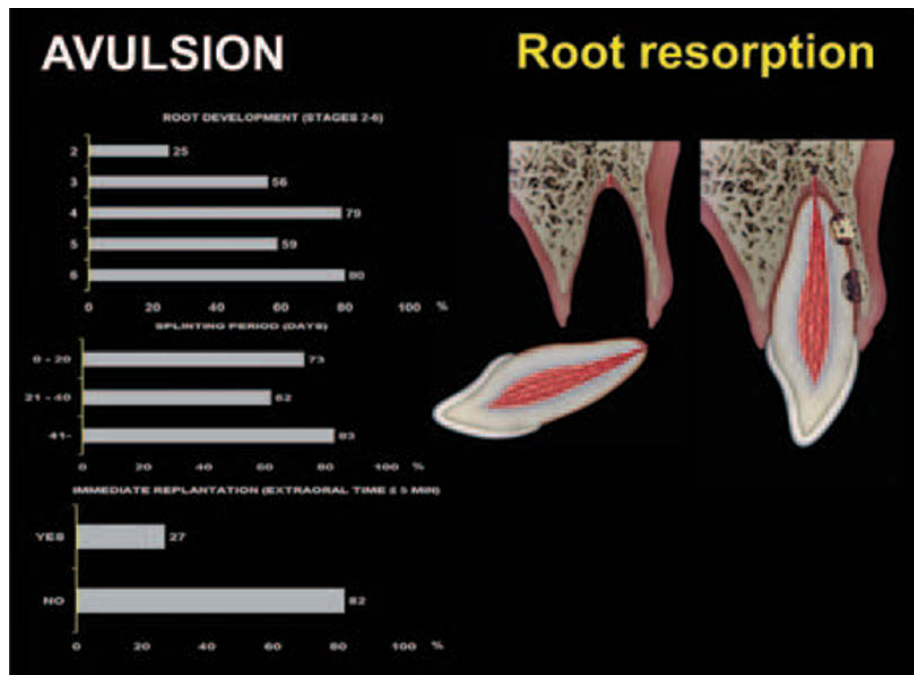 AVULSION
Root resorption
ROOT DEVELOPMENT (STAGES 2-6)
2 25
3 56
4 79
5 59
6 80
0 20 40 60 80 100 %
SPLINTING PERIOD (DAYS)
0 - 20 73
21 - 40 62
41- 83
0 20 40 60 80 100 %
IMMEDIATE REPLANTATION (EXTRAORAL TIME ≤ 5 MIN)
YES 27
NO 82
0 20 40 60 80 100 %